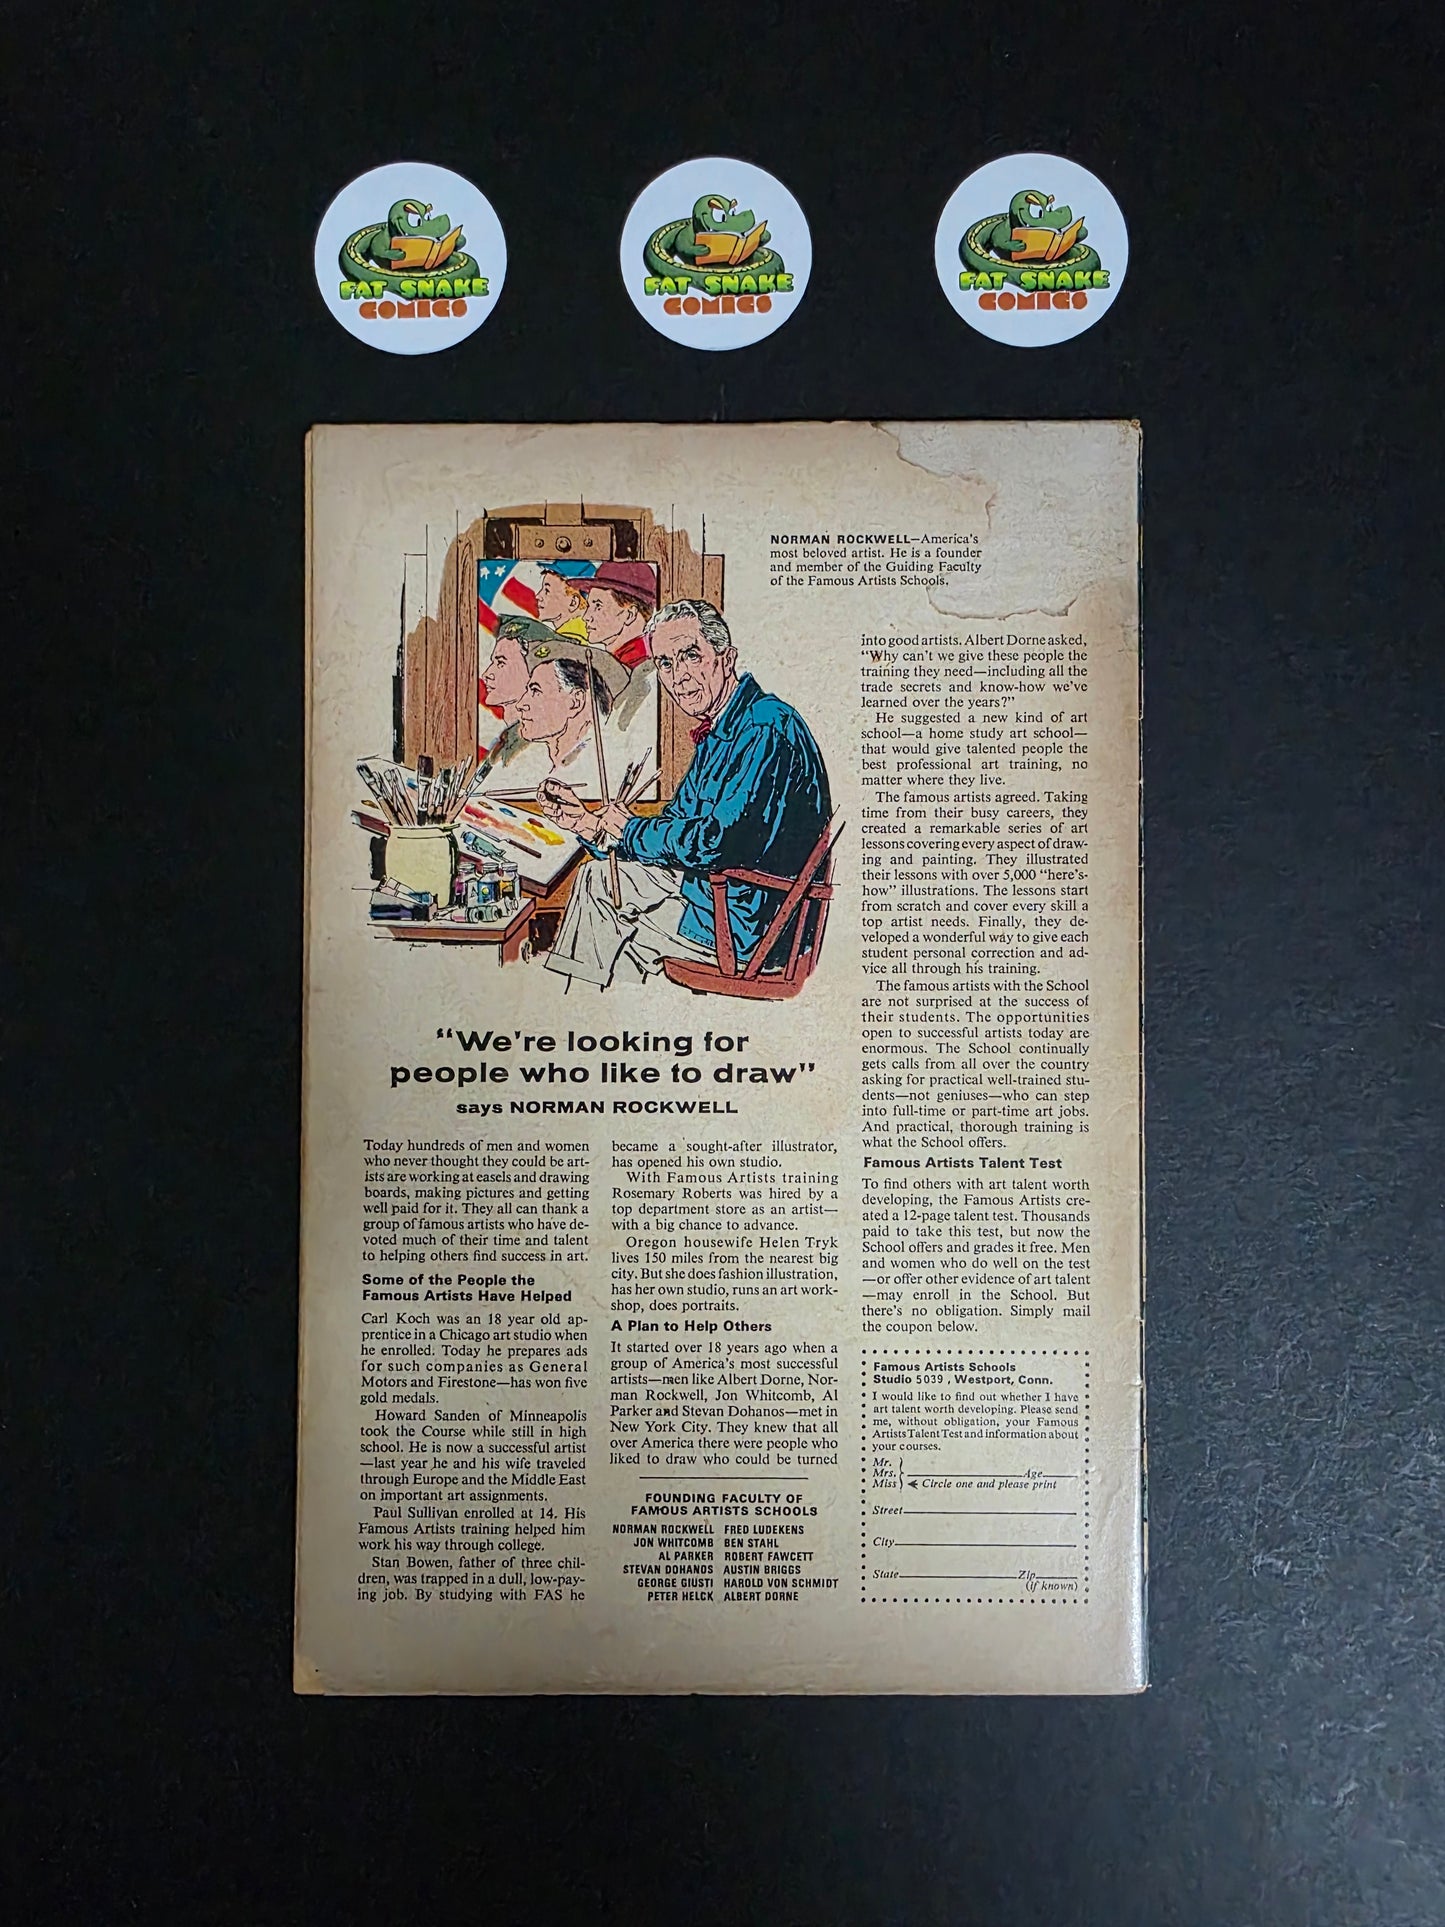 FAT SNAKE
COMICS
FAT SNAKE
COMICS
FAT SNAKE
COMICS
NORMAN ROCKWELL—America's
most beloved artist. He is a founder
and member of the Guiding Faculty
of the Famous Artists Schools.
"We're looking for
people who like to draw"
says NORMAN ROCKWELL
Today hundreds of men and women
who never thought they could be art-
ists are working at easels and drawing
boards, making pictures and getting
well paid for it. They all can thank a
group of famous artists who have de-
voted much of their time and talent
to helping others find success in art.
Some of the People the
Famous Artists Have Helped
Carl Koch was an 18 year old ap-
prentice in a Chicago art studio when
he enrolled. Today he prepares ads
for such companies as General
Motors and Firestone—has won five
gold medals.
Howard Sanden of Minneapolis
took the Course while still in high
school. He is now a successful artist
—last year he and his wife traveled
through Europe and the Middle East
on important art assignments.
Paul Sullivan enrolled at 14. His
Famous Artists training helped him
work his way through college.
Stan Bowen, father of three chil-
dren, was trapped in a dull, low-pay-
ing job. By studying with FAS he
became a sought-after illustrator,
has opened his own studio.
With Famous Artists training
Rosemary Roberts was hired by a
top department store as an artist—
with a big chance to advance.
Oregon housewife Helen Tryk
lives 150 miles from the nearest big
city. But she does fashion illustration,
has her own studio, runs an art work-
shop, does portraits.
A Plan to Help Others
It started over 18 years ago when a
group of America's most successful
artists—men like Albert Dorne, Nor-
man Rockwell, Jon Whitcomb, Al
Parker and Stevan Dohanos—met in
New York City. They knew that all
over America there were people who
liked to draw who could be turned
FOUNDING FACULTY OF
FAMOUS ARTISTS SCHOOLS
NORMAN ROCKWELL FRED LUDEKENS
JON WHITCOMB BEN STAHL
AL PARKER ROBERT FAWCETT
STEVAN DOHANOS AUSTIN BRIGGS
GEORGE GIUSTI HAROLD VON SCHMIDT
PETER HELCK ALBERT DORNE
into good artists. Albert Dorne asked,
"Why can't we give these people the
training they need—including all the
trade secrets and know-how we've
learned over the years?"
He suggested a new kind of art
school—a home study art school—
that would give talented people the
best professional art training, no
matter where they live.
The famous artists agreed. Taking
time from their busy careers, they
created a remarkable series of art
lessons covering every aspect of draw-
ing and painting. They illustrated
their lessons with over 5,000 "here's-
how" illustrations. The lessons start
from scratch and cover every skill a
top artist needs. Finally, they de-
veloped a wonderful way to give each
student personal correction and ad-
vice all through his training.
The famous artists with the School
are not surprised at the success of
their students. The opportunities
open to successful artists today are
enormous. The School continually
gets calls from all over the country
asking for practical well-trained stu-
dents—not geniuses—who can step
into full-time or part-time art jobs.
And practical, thorough training is
what the School offers.
Famous Artists Talent Test
To find others with art talent worth
developing, the Famous Artists cre-
ated a 12-page talent test. Thousands
paid to take this test, but now the
School offers and grades it free. Men
and women who do well on the test
—or offer other evidence of art talent
—may enroll in the School. But
there's no obligation. Simply mail
the coupon below.
Famous Artists Schools
Studio 5039 , Westport, Conn.
I would like to find out whether I have
art talent worth developing. Please send
me, without obligation, your Famous
Artists Talent Test and information about
your courses.
Mr.
Mrs. Age
Miss Circle one and please print
Street
City
State Zip
(if known)